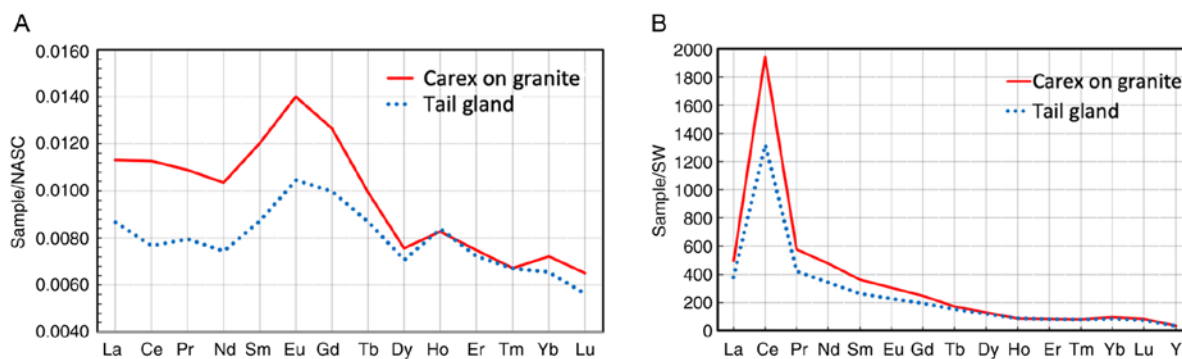 A
0.0160
0.0140
0.0120
0.0100
0.0080
0.0060
0.0040
Sample/NASC
Carex on granite
Tail gland
La Ce Pr Nd Sm Eu Gd Tb Dy Ho Er Tm Yb Lu
B
2000
1800
1600
1400
1200
1000
800
600
400
200
0
Sample/SW
Carex on granite
Tail gland
La Ce Pr Nd Sm Eu Gd Tb Dy Ho Er Tm Yb Lu Y